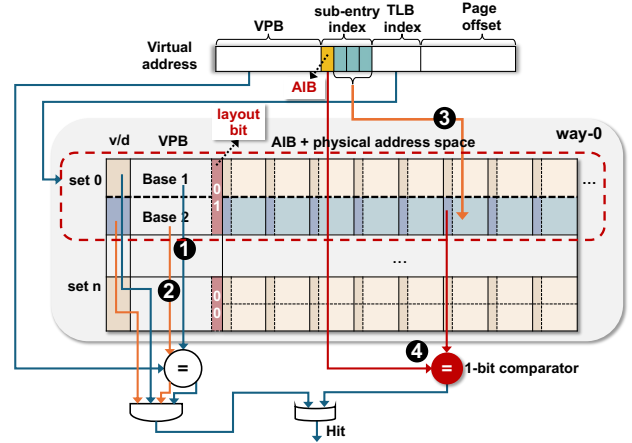 VPB
sub-entry
index
TLB
index
Page
offset
Virtual
address
AIB
layout
bit
3
way-0
v/d
VPB
AIB + physical address space
set 0
Base 1
0
1
Base 2
...
1
...
2
set n
0
0
4
=
=
1-bit comparator
Hit